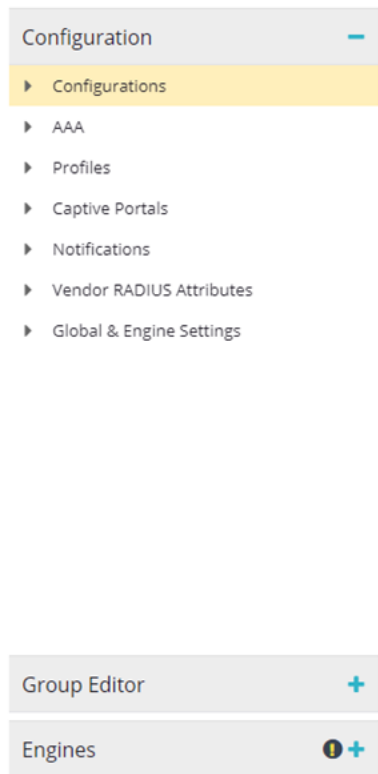 Configuration
Configurations
AAA
Profiles
Captive Portals
Notifications
Vendor RADIUS Attributes
Global & Engine Settings
Group Editor
Engines